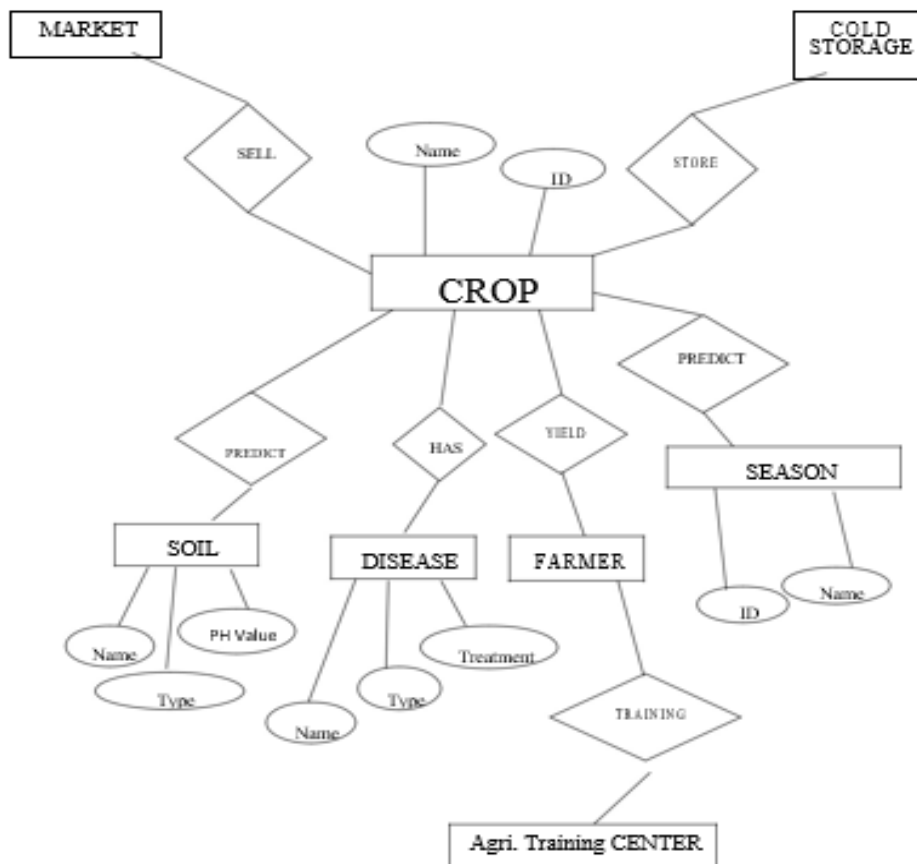 MARKET
COLD
STORAGE
SELL
Name
ID
STORE
CROP
PREDICT
PREDICT
HAS
YIELD
SEASON
SOIL
DISEASE
FARMER
Name
PH Value
Type
Name
Type
Treatment
ID
Name
TRAINING
Agri. Training CENTER